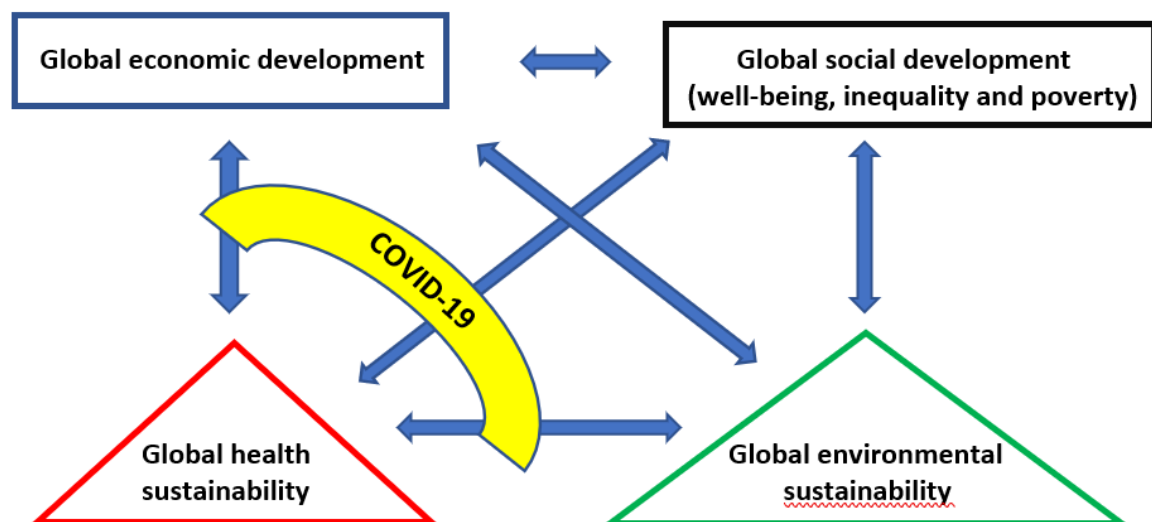 Global economic development
Global social development
(well-being, inequality and poverty)
COVID-19
Global health
sustainability
Global environmental
sustainability